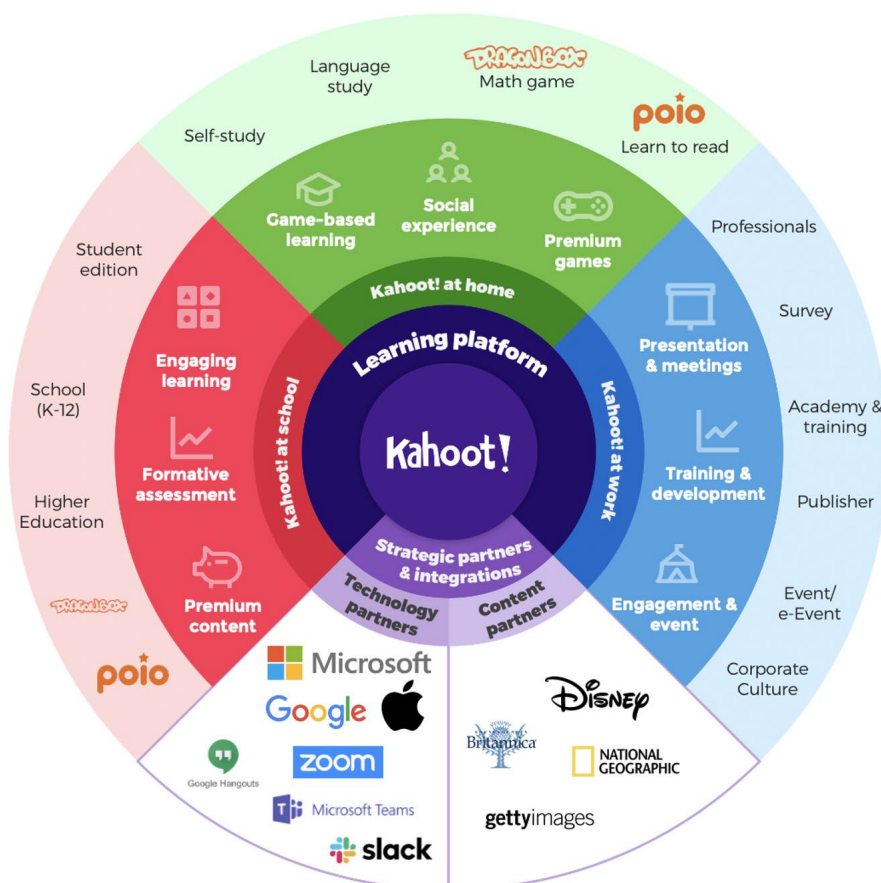 DRAGONBOX
Math game
Language
study
poio
Learn to read
Self-study
Game-based
learning
Social
experience
Premium
games
Kahoot! at home
Student
edition
School
(K-12)
Higher
Education
DRAGONBOX
poio
Engaging
learning
Formative
assessment
Premium
content
Kahoot! at school
Learning platform
Kahoot!
Kahoot! at work
Presentation
& meetings
Training &
development
Engagement &
event
Professionals
Survey
Academy &
training
Publisher
Event/
e-Event
Corporate
Culture
Strategic partners
& integrations
Technology
partners
Content
partners
Microsoft
Google
Google Hangouts
zoom
Microsoft Teams
slack
Disney
Britannica
NATIONAL
GEOGRAPHIC
gettyimages